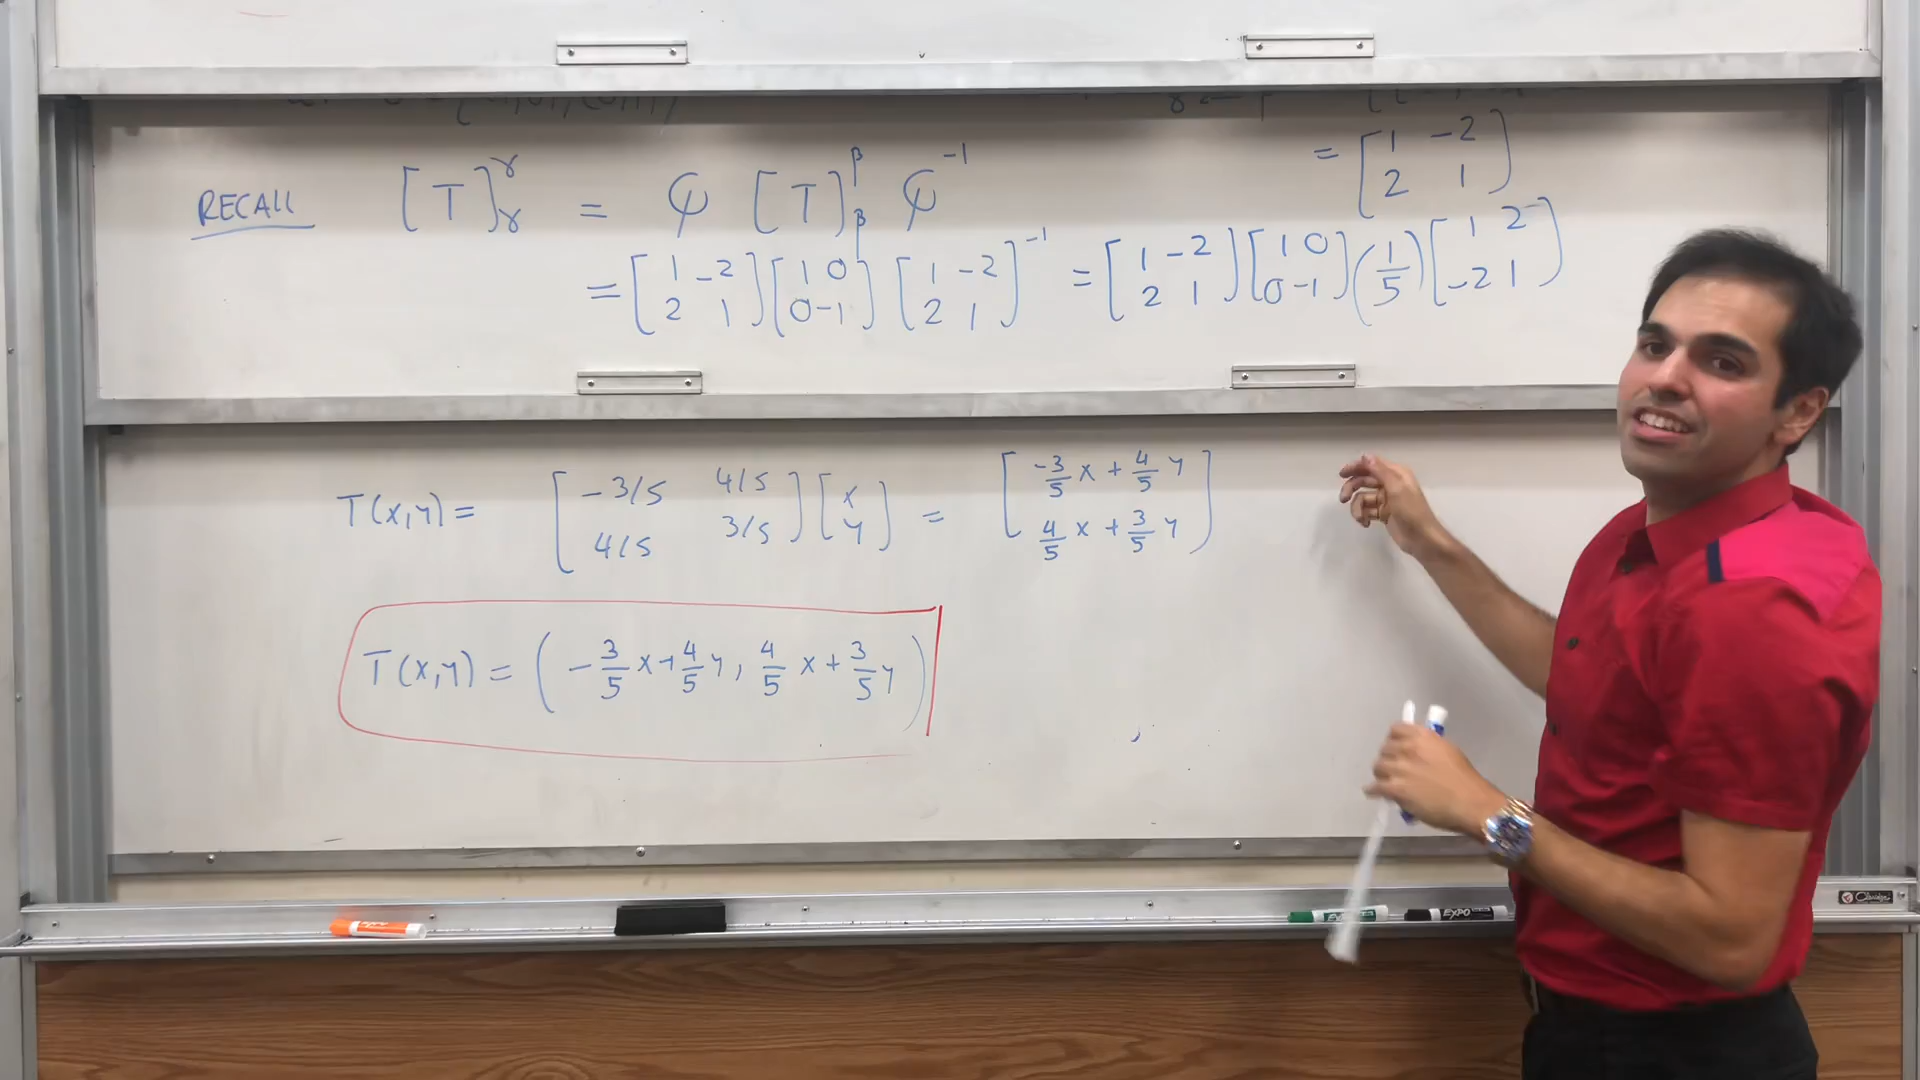 = [1 -2
2 1]
RECALL [T]ᵞᵧ = φ [T]ᵝᵦ φ⁻¹
= [1 -2
2 1] [1 0
0 -1] [1 -2
2 1]⁻¹ = [1 -2
2 1] [1 0
0 -1] (1/5) [1 2
-2 1]
T(x,y) = [-3/5 4/5
4/5 3/5] [x
y] = [-3/5 x + 4/5 y
4/5 x + 3/5 y]
T(x,y) = (-3/5 x + 4/5 y, 4/5 x + 3/5 y)
EXPO